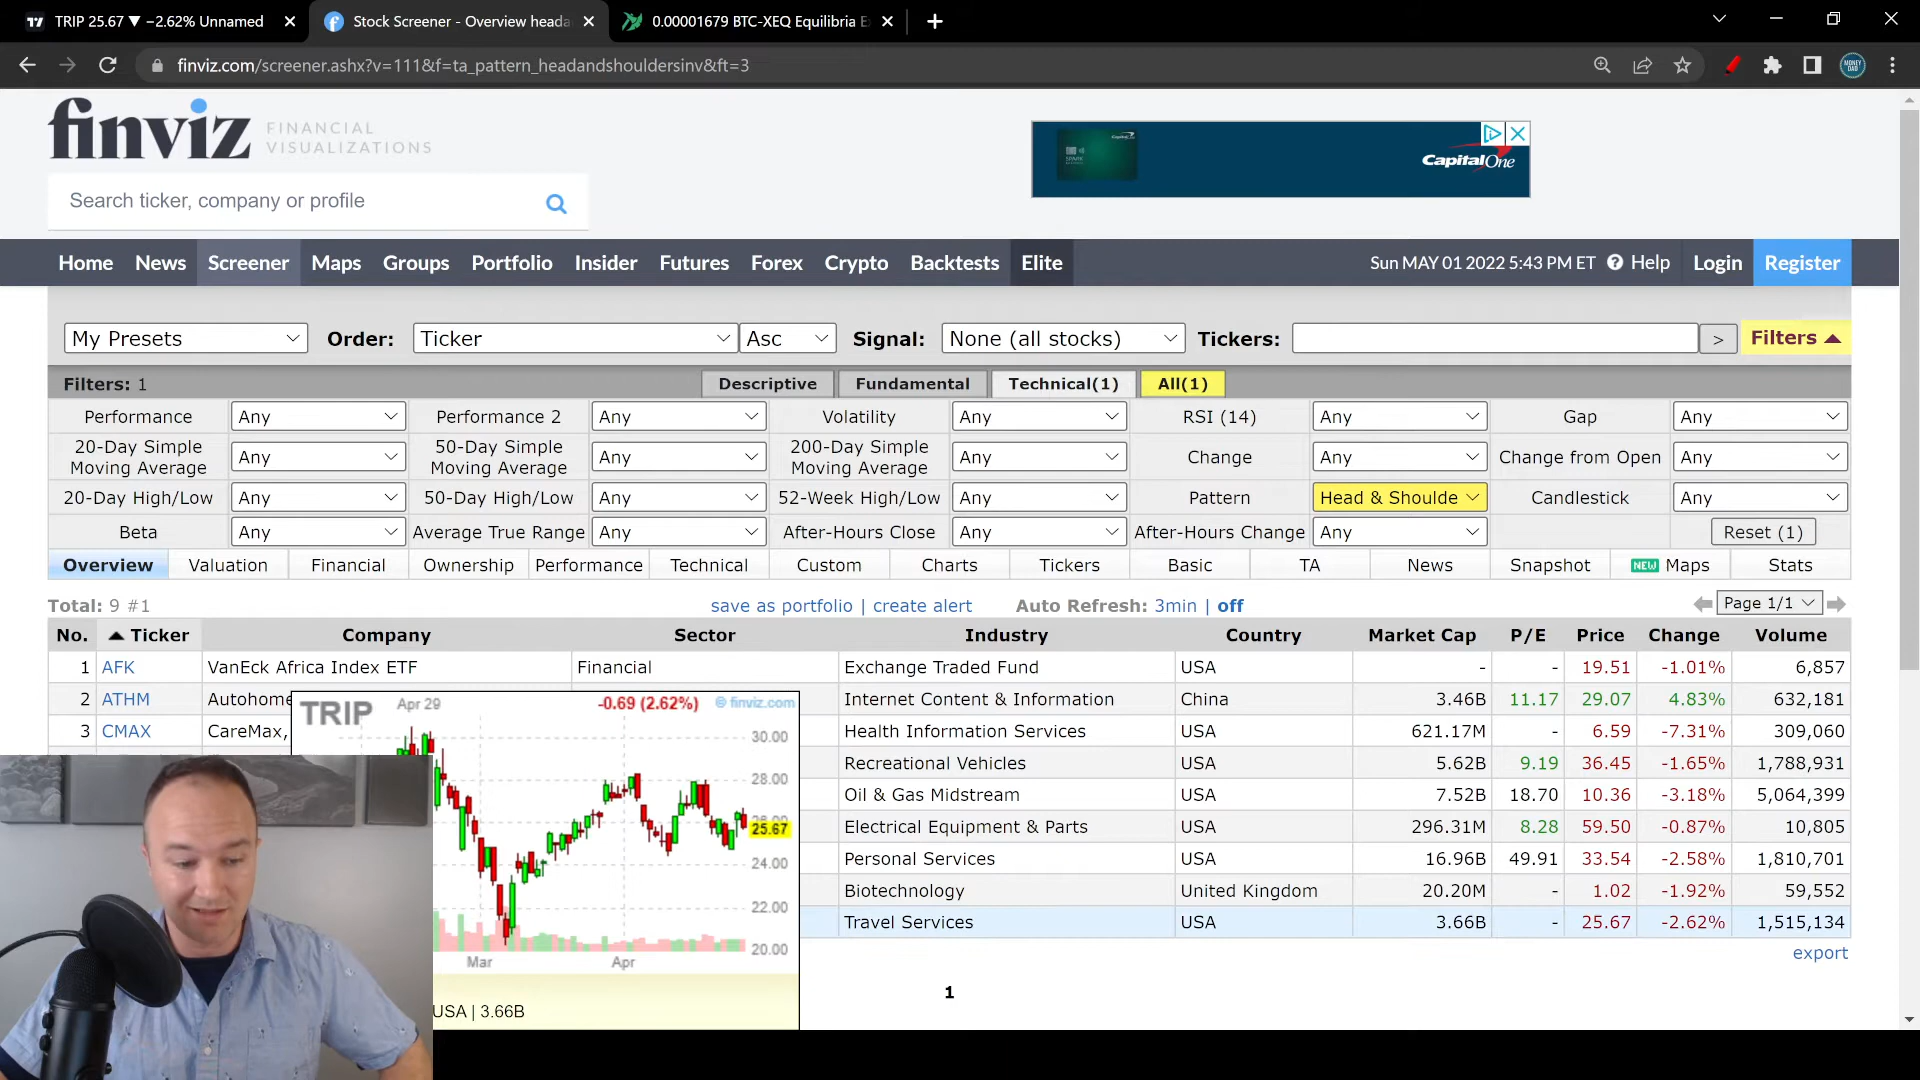 TRIP 25.67 ▼ −2.62% Unnamed
Stock Screener - Overview heada
0.00001679 BTC-XEQ Equilibria E
finviz.com/screener.ashx?v=111&f=ta_pattern_headandshouldersinv&ft=3
MONEY DAD
finviz FINANCIAL VISUALIZATIONS
Search ticker, company or profile
Capital One
SPARK
Home News Screener Maps Groups Portfolio Insider Futures Forex Crypto Backtests Elite Sun MAY 01 2022 5:43 PM ET Help Login Register
My Presets Order: Ticker Asc Signal: None (all stocks) Tickers: > Filters
Filters: 1 Descriptive Fundamental Technical(1) All(1)
Performance Any Performance 2 Any Volatility Any RSI (14) Any Gap Any
20-Day Simple Moving Average Any 50-Day Simple Moving Average Any 200-Day Simple Moving Average Any Change Any Change from Open Any
20-Day High/Low Any 50-Day High/Low Any 52-Week High/Low Any Pattern Head & Shoulde Candlestick Any
Beta Any Average True Range Any After-Hours Close Any After-Hours Change Any Reset (1)
Overview Valuation Financial Ownership Performance Technical Custom Charts Tickers Basic TA News Snapshot NEW Maps Stats
Total: 9 #1 save as portfolio | create alert Auto Refresh: 3min | off Page 1/1
No. Ticker Company Sector Industry Country Market Cap P/E Price Change Volume
1 AFK VanEck Africa Index ETF Financial Exchange Traded Fund USA - - 19.51 -1.01% 6,857
2 ATHM Autohome Internet Content & Information China 3.46B 11.17 29.07 4.83% 632,181
3 CMAX CareMax, Health Information Services USA 621.17M - 6.59 -7.31% 309,060
Recreational Vehicles USA 5.62B 9.19 36.45 -1.65% 1,788,931
Oil & Gas Midstream USA 7.52B 18.70 10.36 -3.18% 5,064,399
Electrical Equipment & Parts USA 296.31M 8.28 59.50 -0.87% 10,805
Personal Services USA 16.96B 49.91 33.54 -2.58% 1,810,701
Biotechnology United Kingdom 20.20M - 1.02 -1.92% 59,552
Travel Services USA 3.66B - 25.67 -2.62% 1,515,134
TRIP Apr 29 -0.69 (2.62%) © finviz.com
30.00
28.00
25.67
24.00
22.00
20.00
Mar Apr
USA | 3.66B
export
1